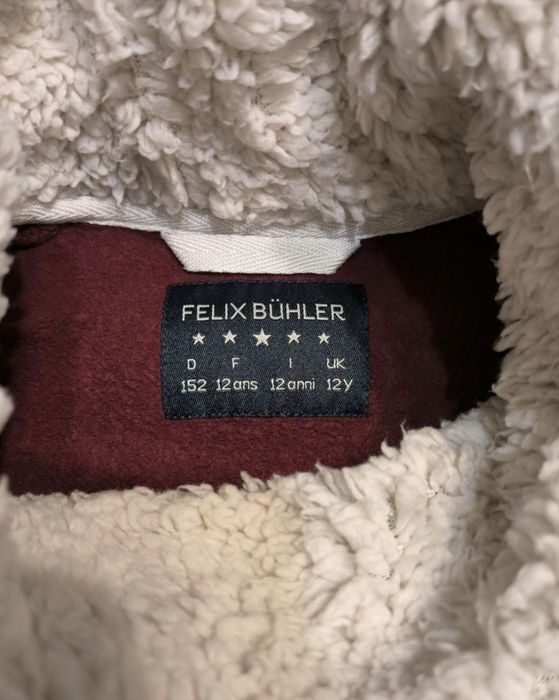 FELIX BÜHLER
★ ★ ★ ★ ★
D F I UK
152 12ans 12anni 12y